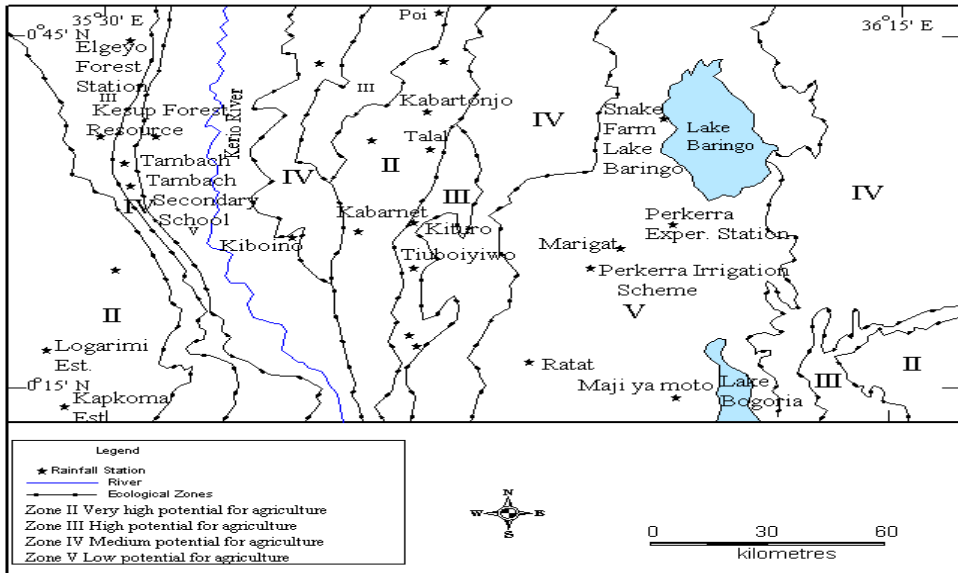 35° 30' E
Poi
36° 15' E
0° 45' N
Elgeyo
Forest
Station
III
III
Kesup Forest
Resource
Kerio River
Kabartonjo
IV
Snake
Farm
Lake
Baringo
Lake
Baringo
Talal
II
Tambach
Tambach
Secondary
School
IV
IV
III
IV
V
Kabarnet
Kituro
Perkerra
Exper. Station
Kiboino
Tiuboiyiwo
Marigat
Perkerra Irrigation
Scheme
V
II
Logarimi
Est.
Ratat
II
0° 15' N
Kapkoma
Est
Maji ya moto
Lake
Bogoria
III
Legend
Rainfall Station
River
Ecological Zones
Zone II Very high potential for agriculture
Zone III High potential for agriculture
Zone IV Medium potential for agriculture
Zone V Low potential for agriculture
N
W E
S
0 30 60
kilometres